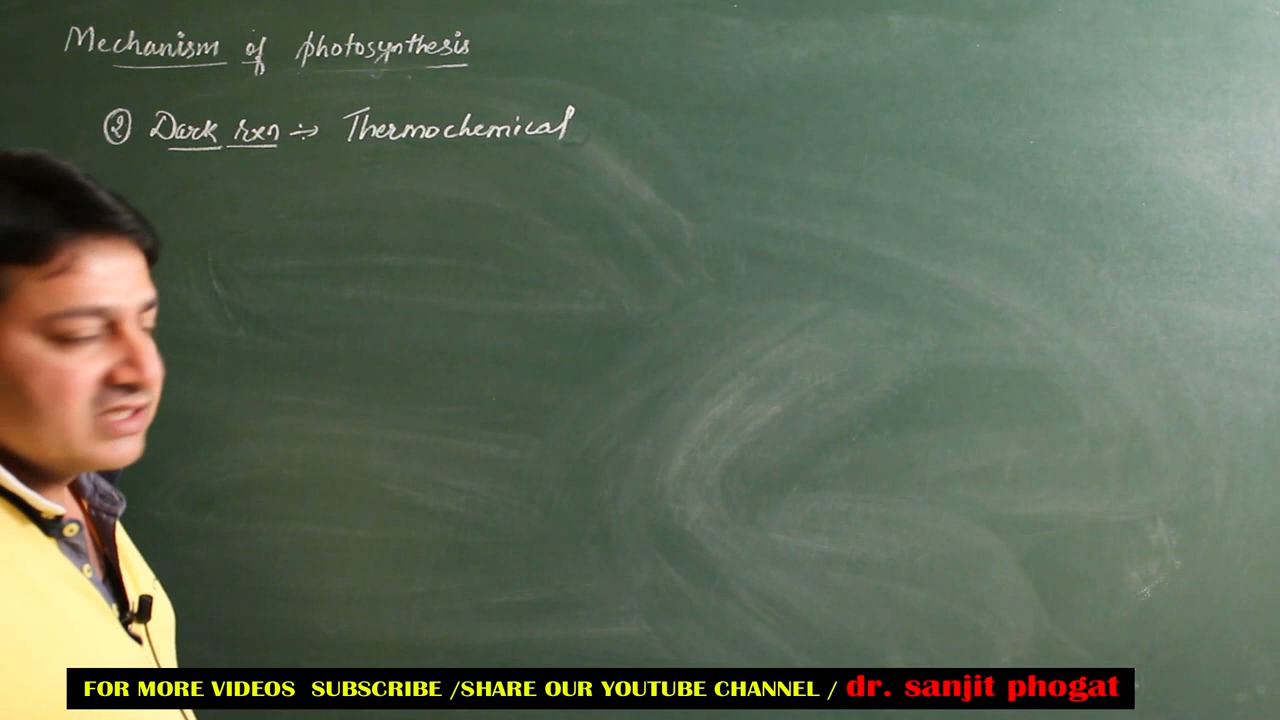 Mechanism of photosynthesis
② Dark rxn :-> Thermochemical
FOR MORE VIDEOS SUBSCRIBE /SHARE OUR YOUTUBE CHANNEL / dr. sanjit phogat